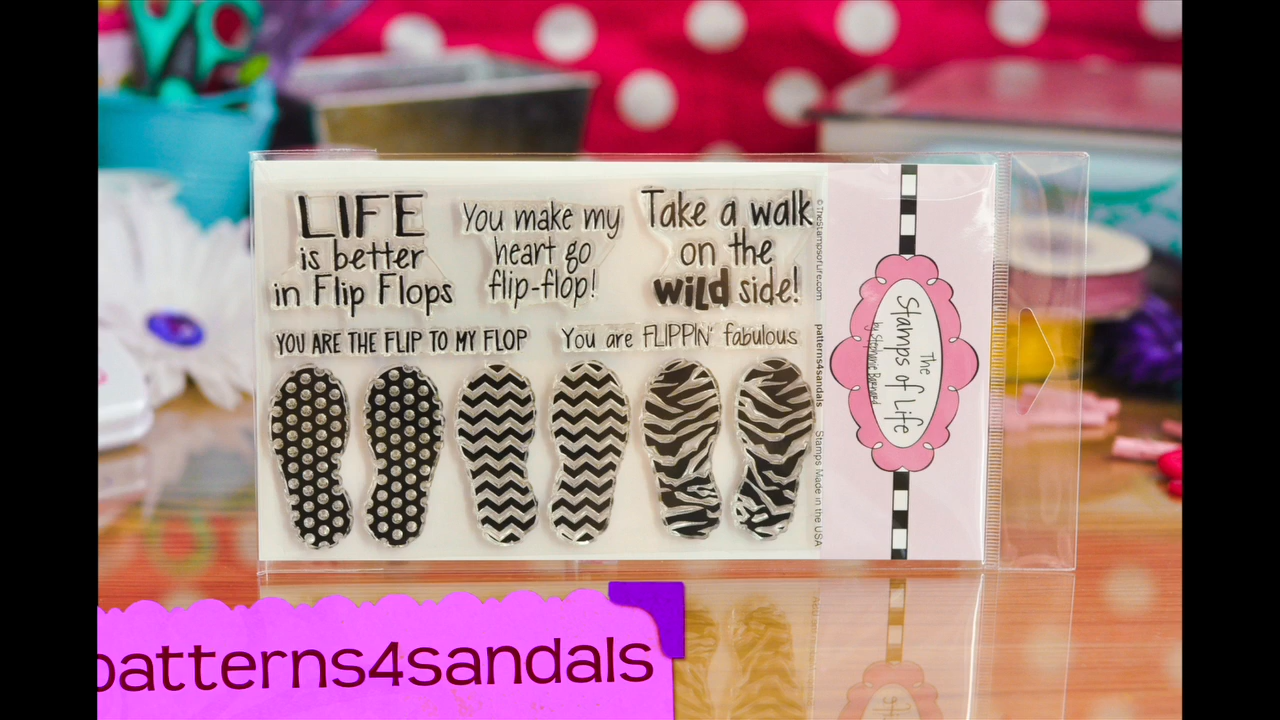 LIFE
is better
in Flip Flops
You make my
heart go
flip-flop!
Take a walk
on the
wild side!
YOU ARE THE FLIP TO MY FLOP
You are FLIPPIN' fabulous
©TheStampsofLife.com
patterns4sandals
Stamps Made in the USA
The
Stamps of Life
by Stephanie Barnard
patterns4sandals